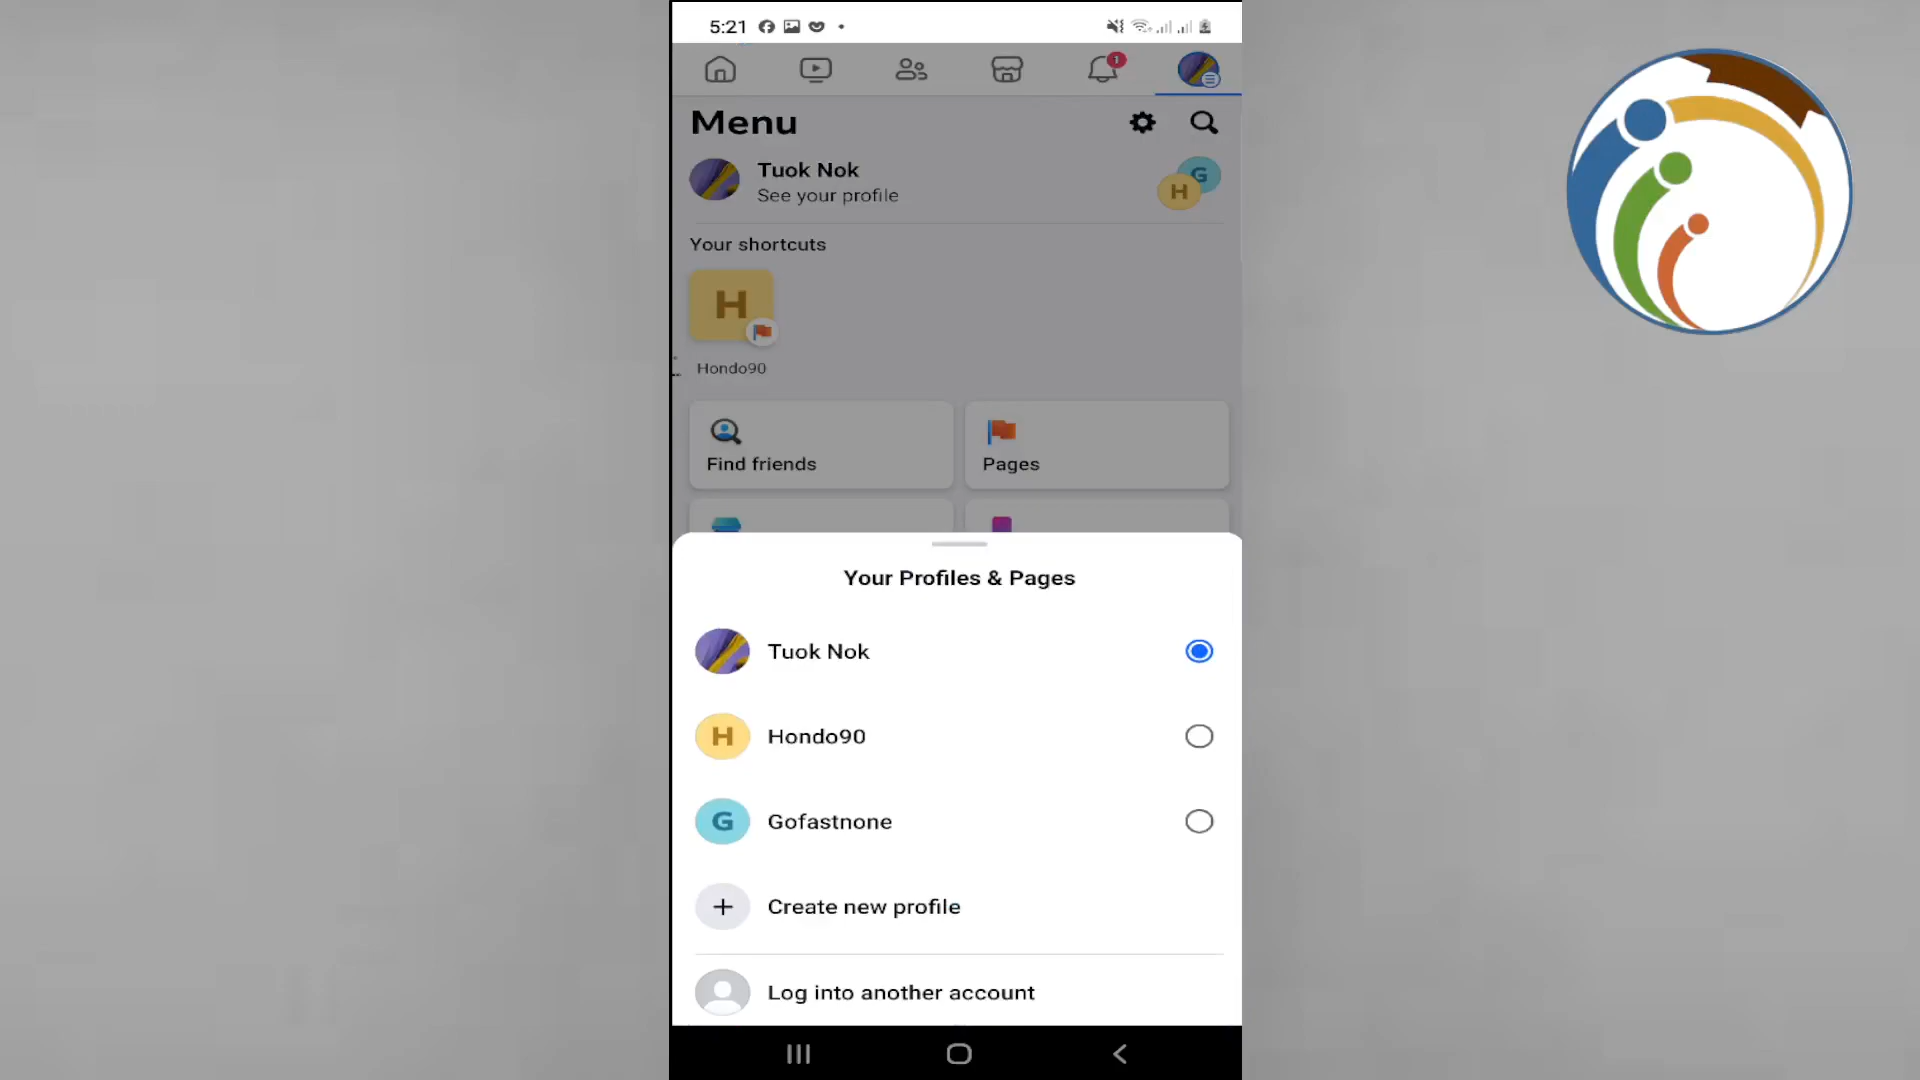 5:21
1
Menu
Tuok Nok
See your profile
G
H
Your shortcuts
H
Hondo90
Find friends
Pages
Your Profiles & Pages
Tuok Nok
H
Hondo90
G
Gofastnone
Create new profile
Log into another account